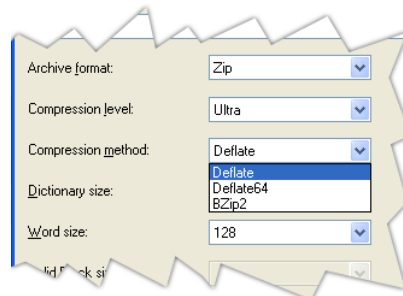 Archive format: Zip
Compression level: Ultra
Compression method: Deflate
Deflate
Deflate64
BZip2
Dictionary size:
Word size: 128